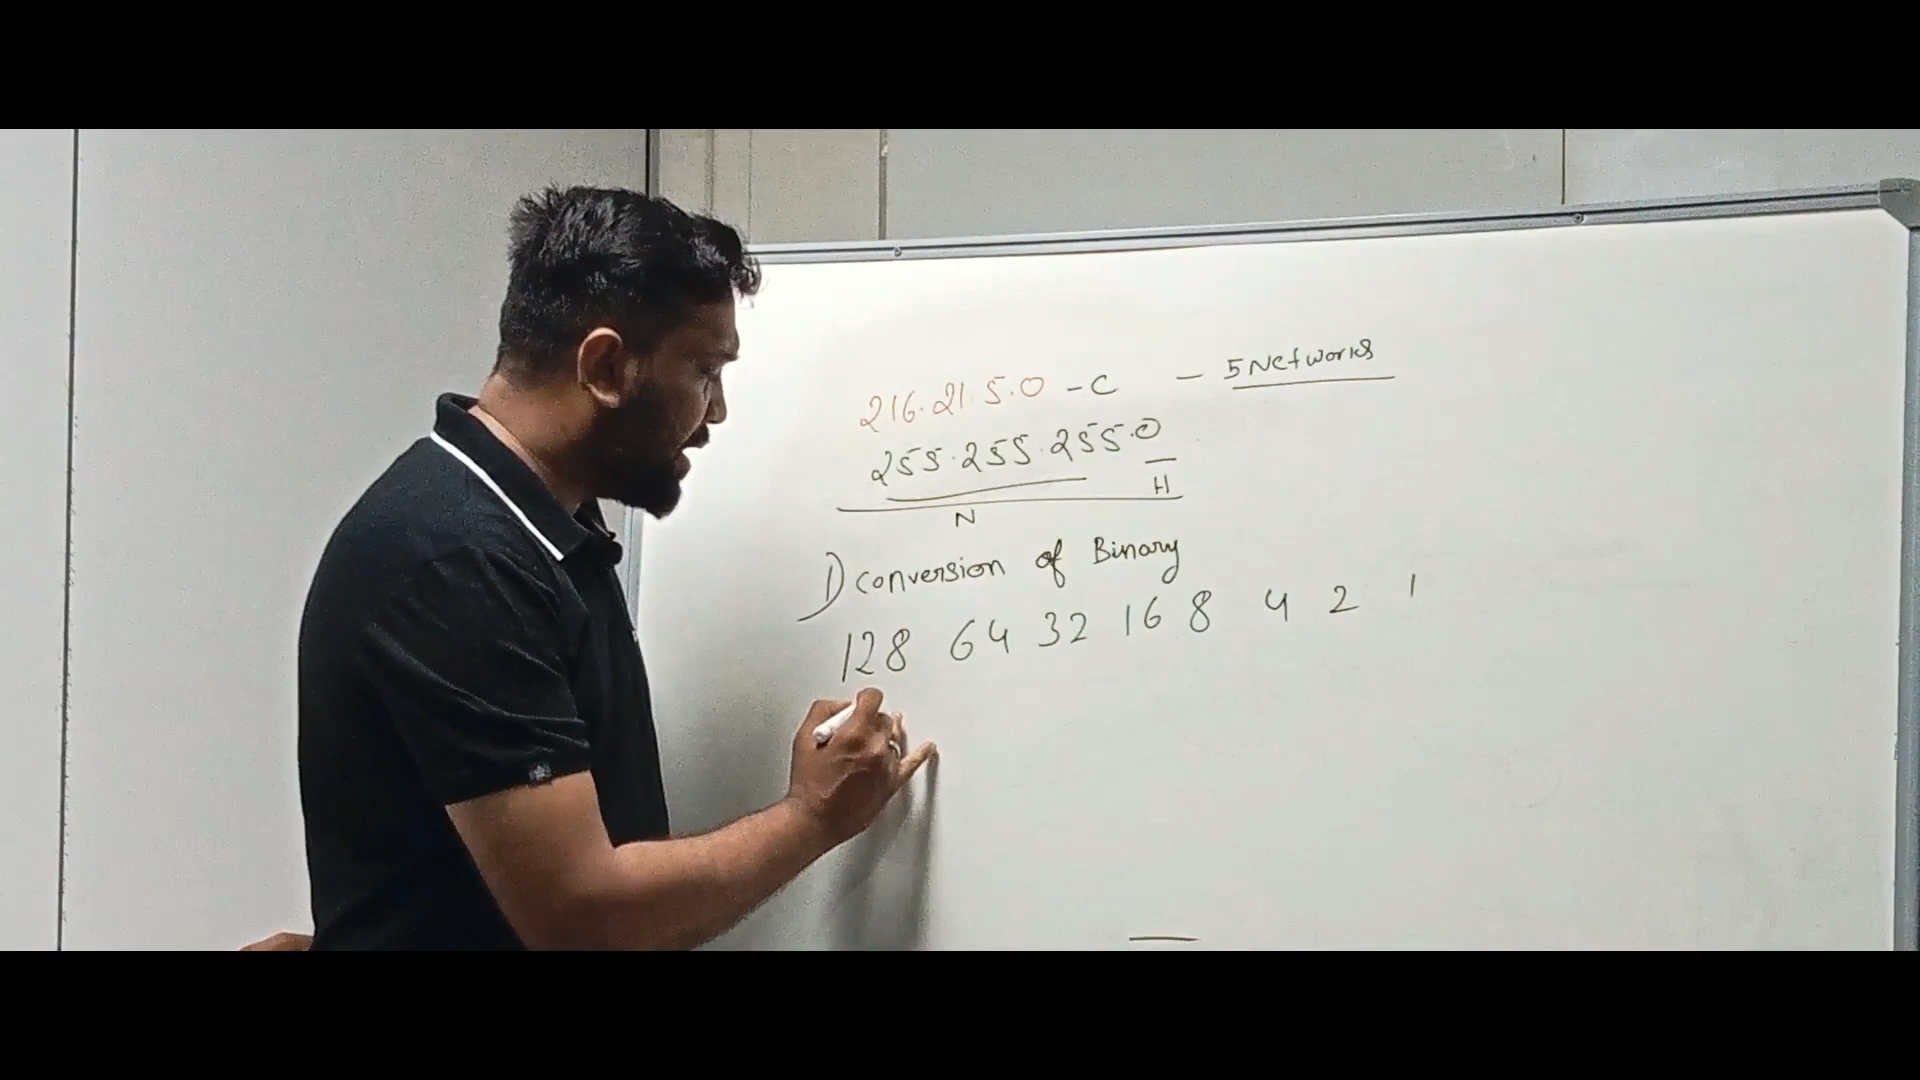 216.21.5.0 - C - 5 Networks
255.255.255.0
H
N
1) conversion of Binary
128 64 32 16 8 4 2 1